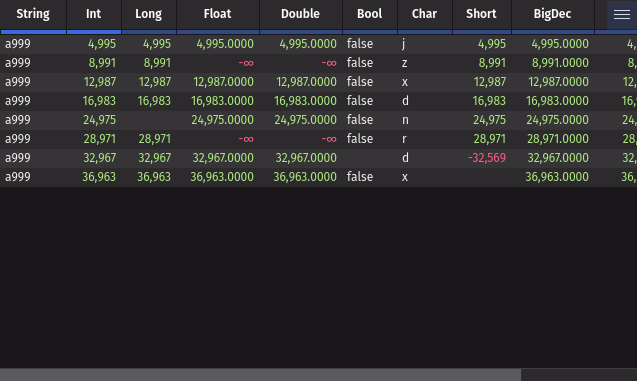 String Int Long Float Double Bool Char Short BigDec
a999 4,995 4,995 4,995.0000 4,995.0000 false j 4,995 4,995.0000 4,
a999 8,991 8,991 -∞ -∞ false z 8,991 8,991.0000 8,
a999 12,987 12,987 12,987.0000 12,987.0000 false x 12,987 12,987.0000 12,
a999 16,983 16,983 16,983.0000 16,983.0000 false d 16,983 16,983.0000 16,
a999 24,975 24,975.0000 24,975.0000 false n 24,975 24,975.0000 24,
a999 28,971 28,971 -∞ -∞ false r 28,971 28,971.0000 28,
a999 32,967 32,967 32,967.0000 32,967.0000 d -32,569 32,967.0000 32,
a999 36,963 36,963 36,963.0000 36,963.0000 false x 36,963.0000 36,